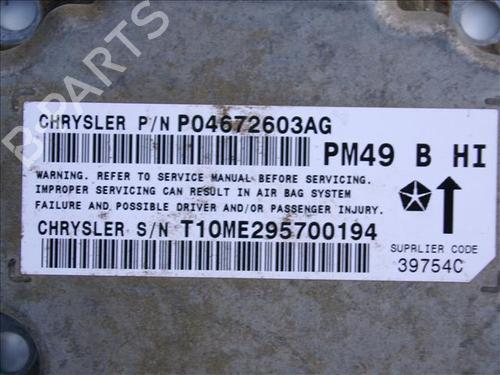 B-PARTS
CHRYSLER P/N P04672603AG
PM49 B HI
WARNING. REFER TO SERVICE MANUAL BEFORE SERVICING.
IMPROPER SERVICING CAN RESULT IN AIR BAG SYSTEM
FAILURE AND POSSIBLE DRIVER AND/OR PASSENGER INJURY.
CHRYSLER S/N T10ME295700194
SUPRLIER CODE
39754C